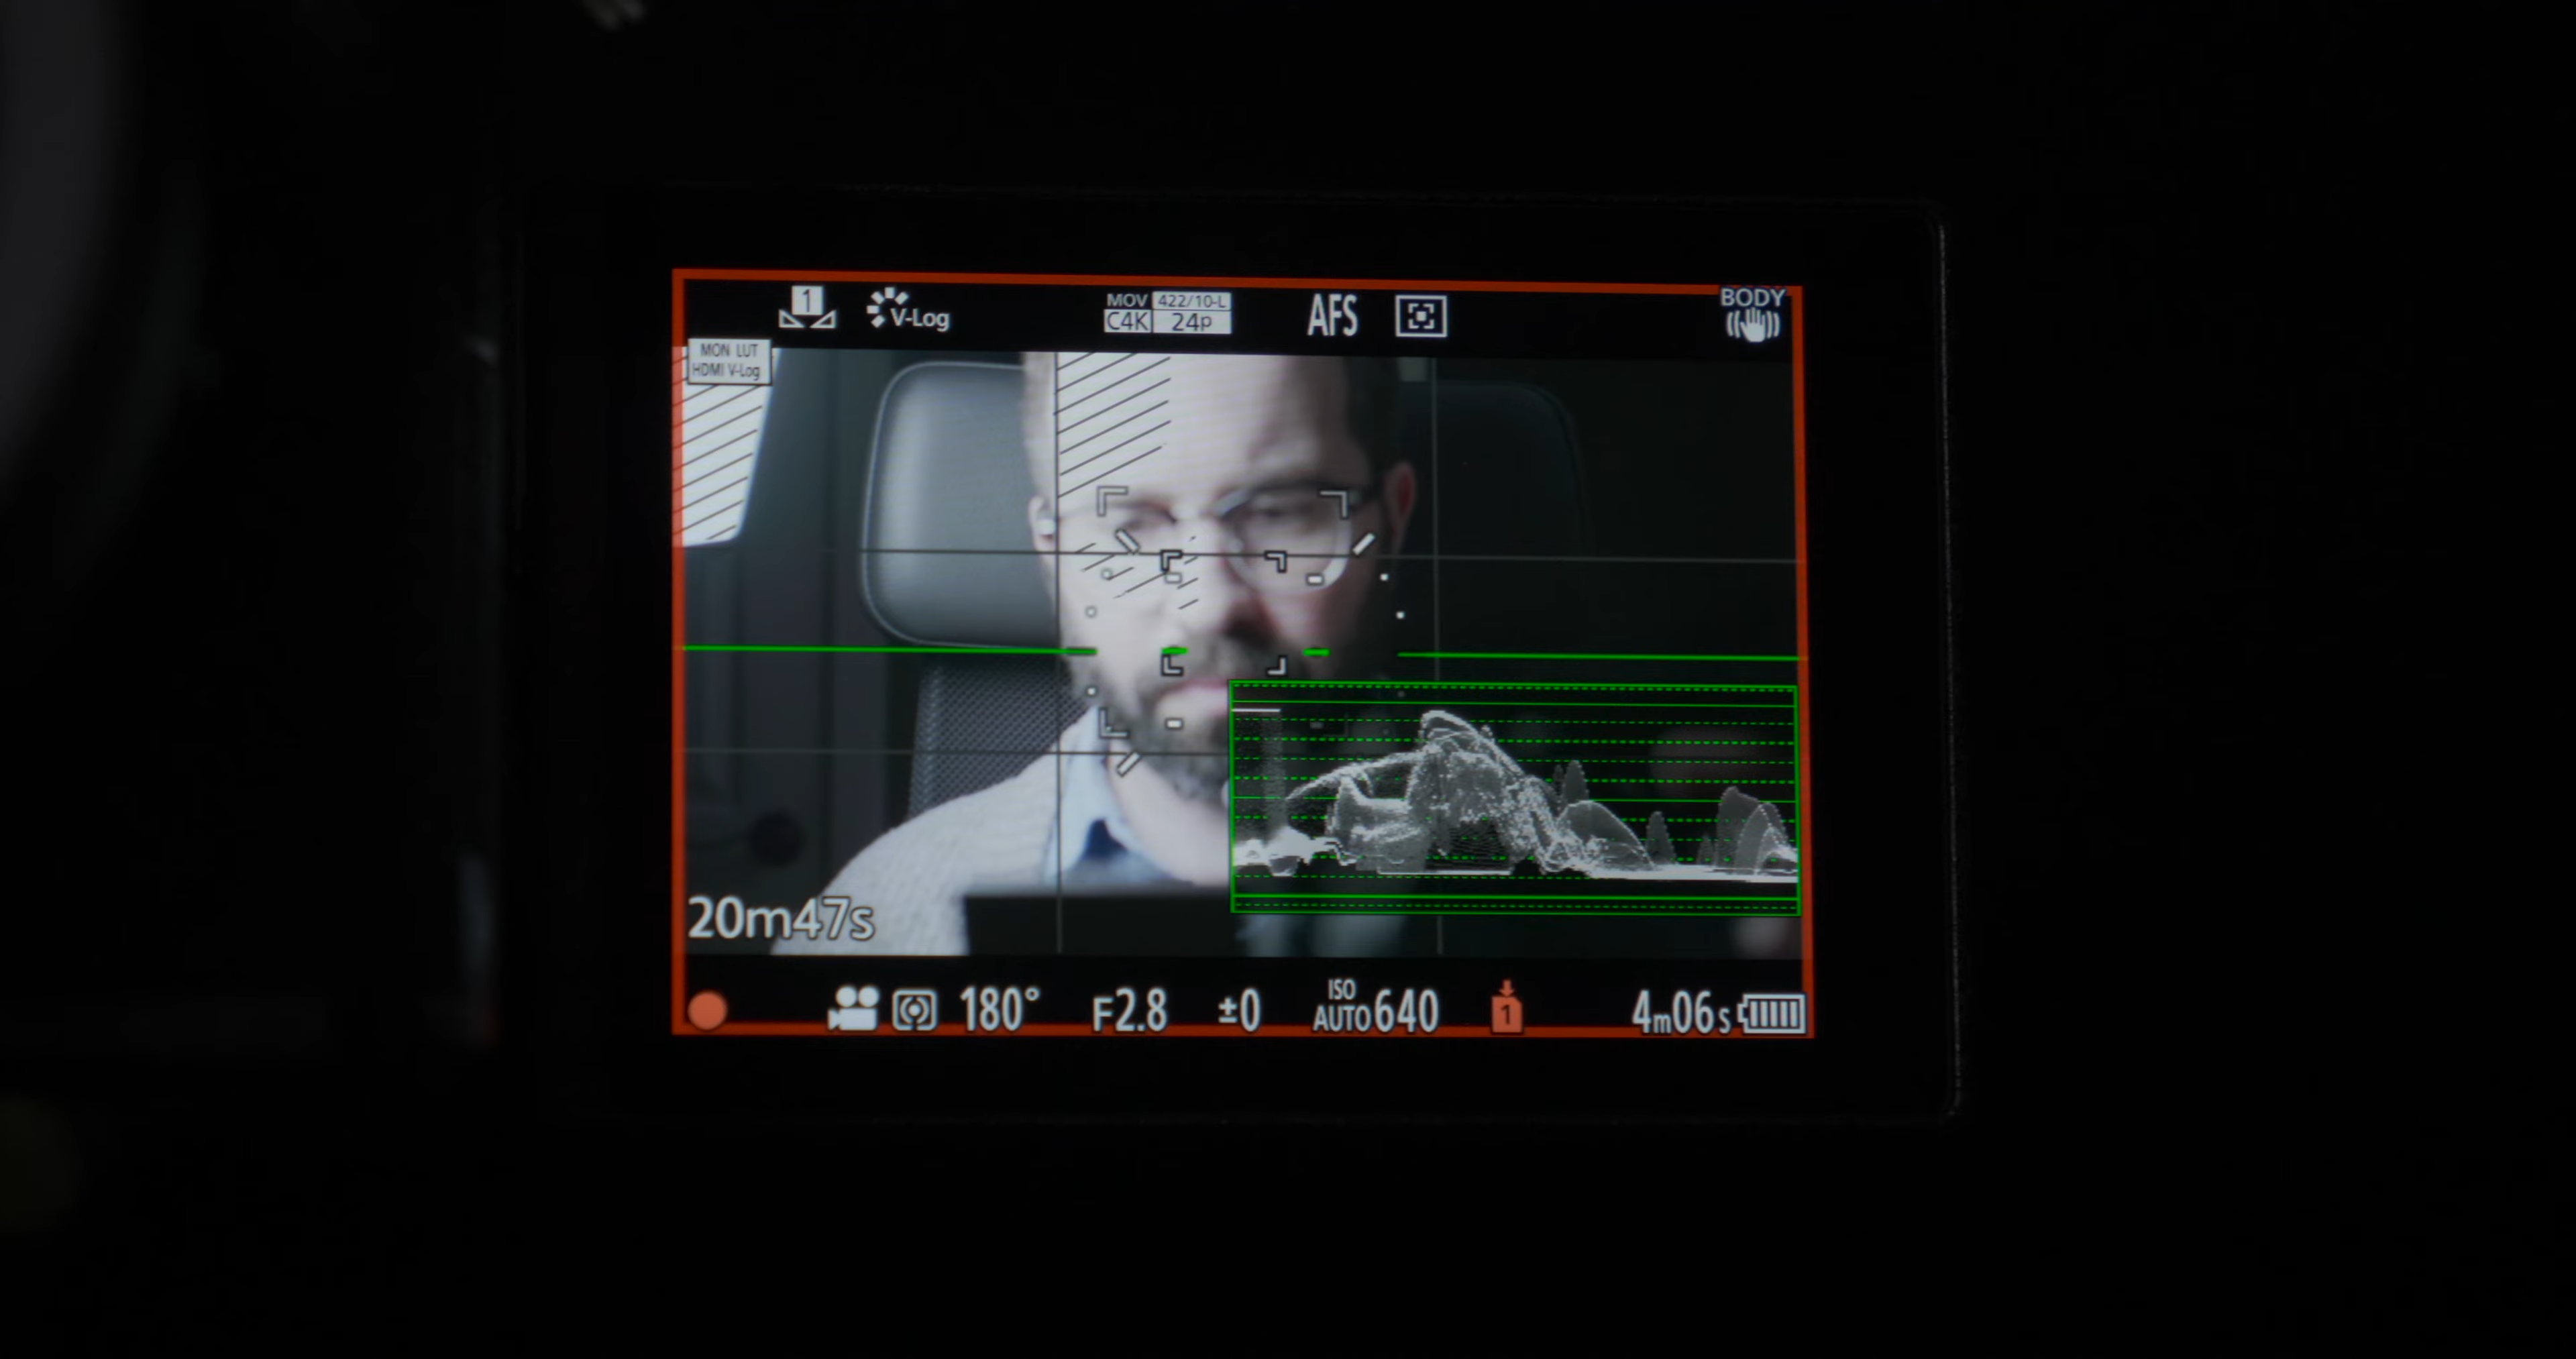 1
V-Log
MOV 422/10-L
C4K 24p
AFS
BODY
MON LUT
HDMI V-Log
20m47s
180°
F2.8
±0
ISO
AUTO640
1
4m06s